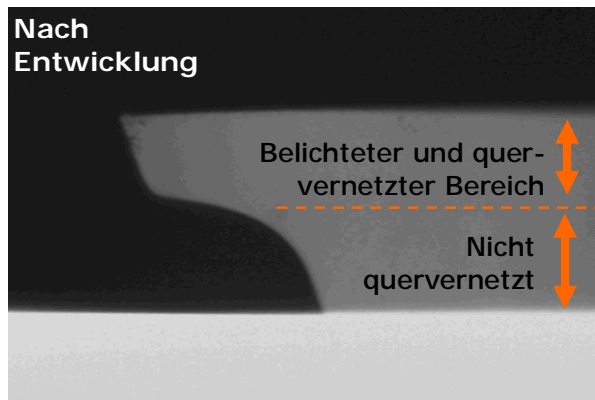 Nach
Entwicklung
Belichteter und quer-
vernetzter Bereich
Nicht
quervernetzt